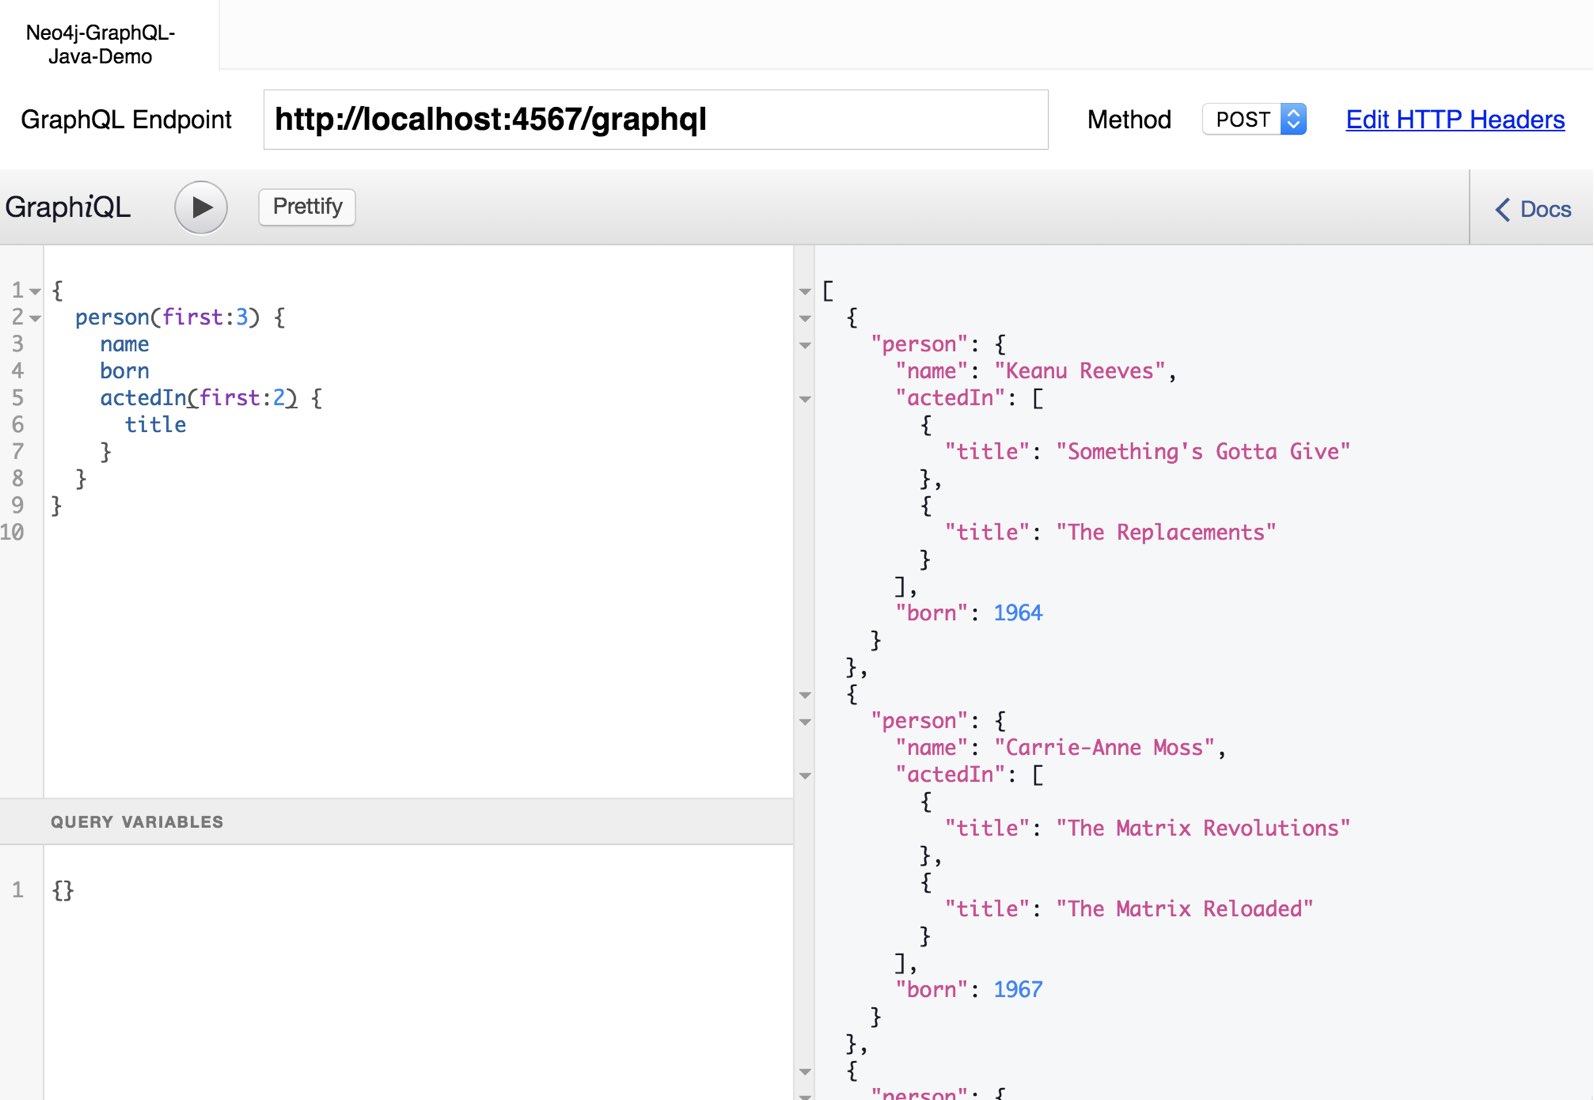 Neo4j-GraphQL-
Java-Demo
GraphQL Endpoint
http://localhost:4567/graphql
Method
POST
Edit HTTP Headers
GraphiQL
Prettify
Docs
1 {
2   person(first:3) {
3     name
4     born
5     actedIn(first:2) {
6       title
7     }
8   }
9 }
10
QUERY VARIABLES
1 {}
[
  {
    "person": {
      "name": "Keanu Reeves",
      "actedIn": [
        {
          "title": "Something's Gotta Give"
        },
        {
          "title": "The Replacements"
        }
      ],
      "born": 1964
    }
  },
  {
    "person": {
      "name": "Carrie-Anne Moss",
      "actedIn": [
        {
          "title": "The Matrix Revolutions"
        },
        {
          "title": "The Matrix Reloaded"
        }
      ],
      "born": 1967
    }
  },
  {
    "person": {